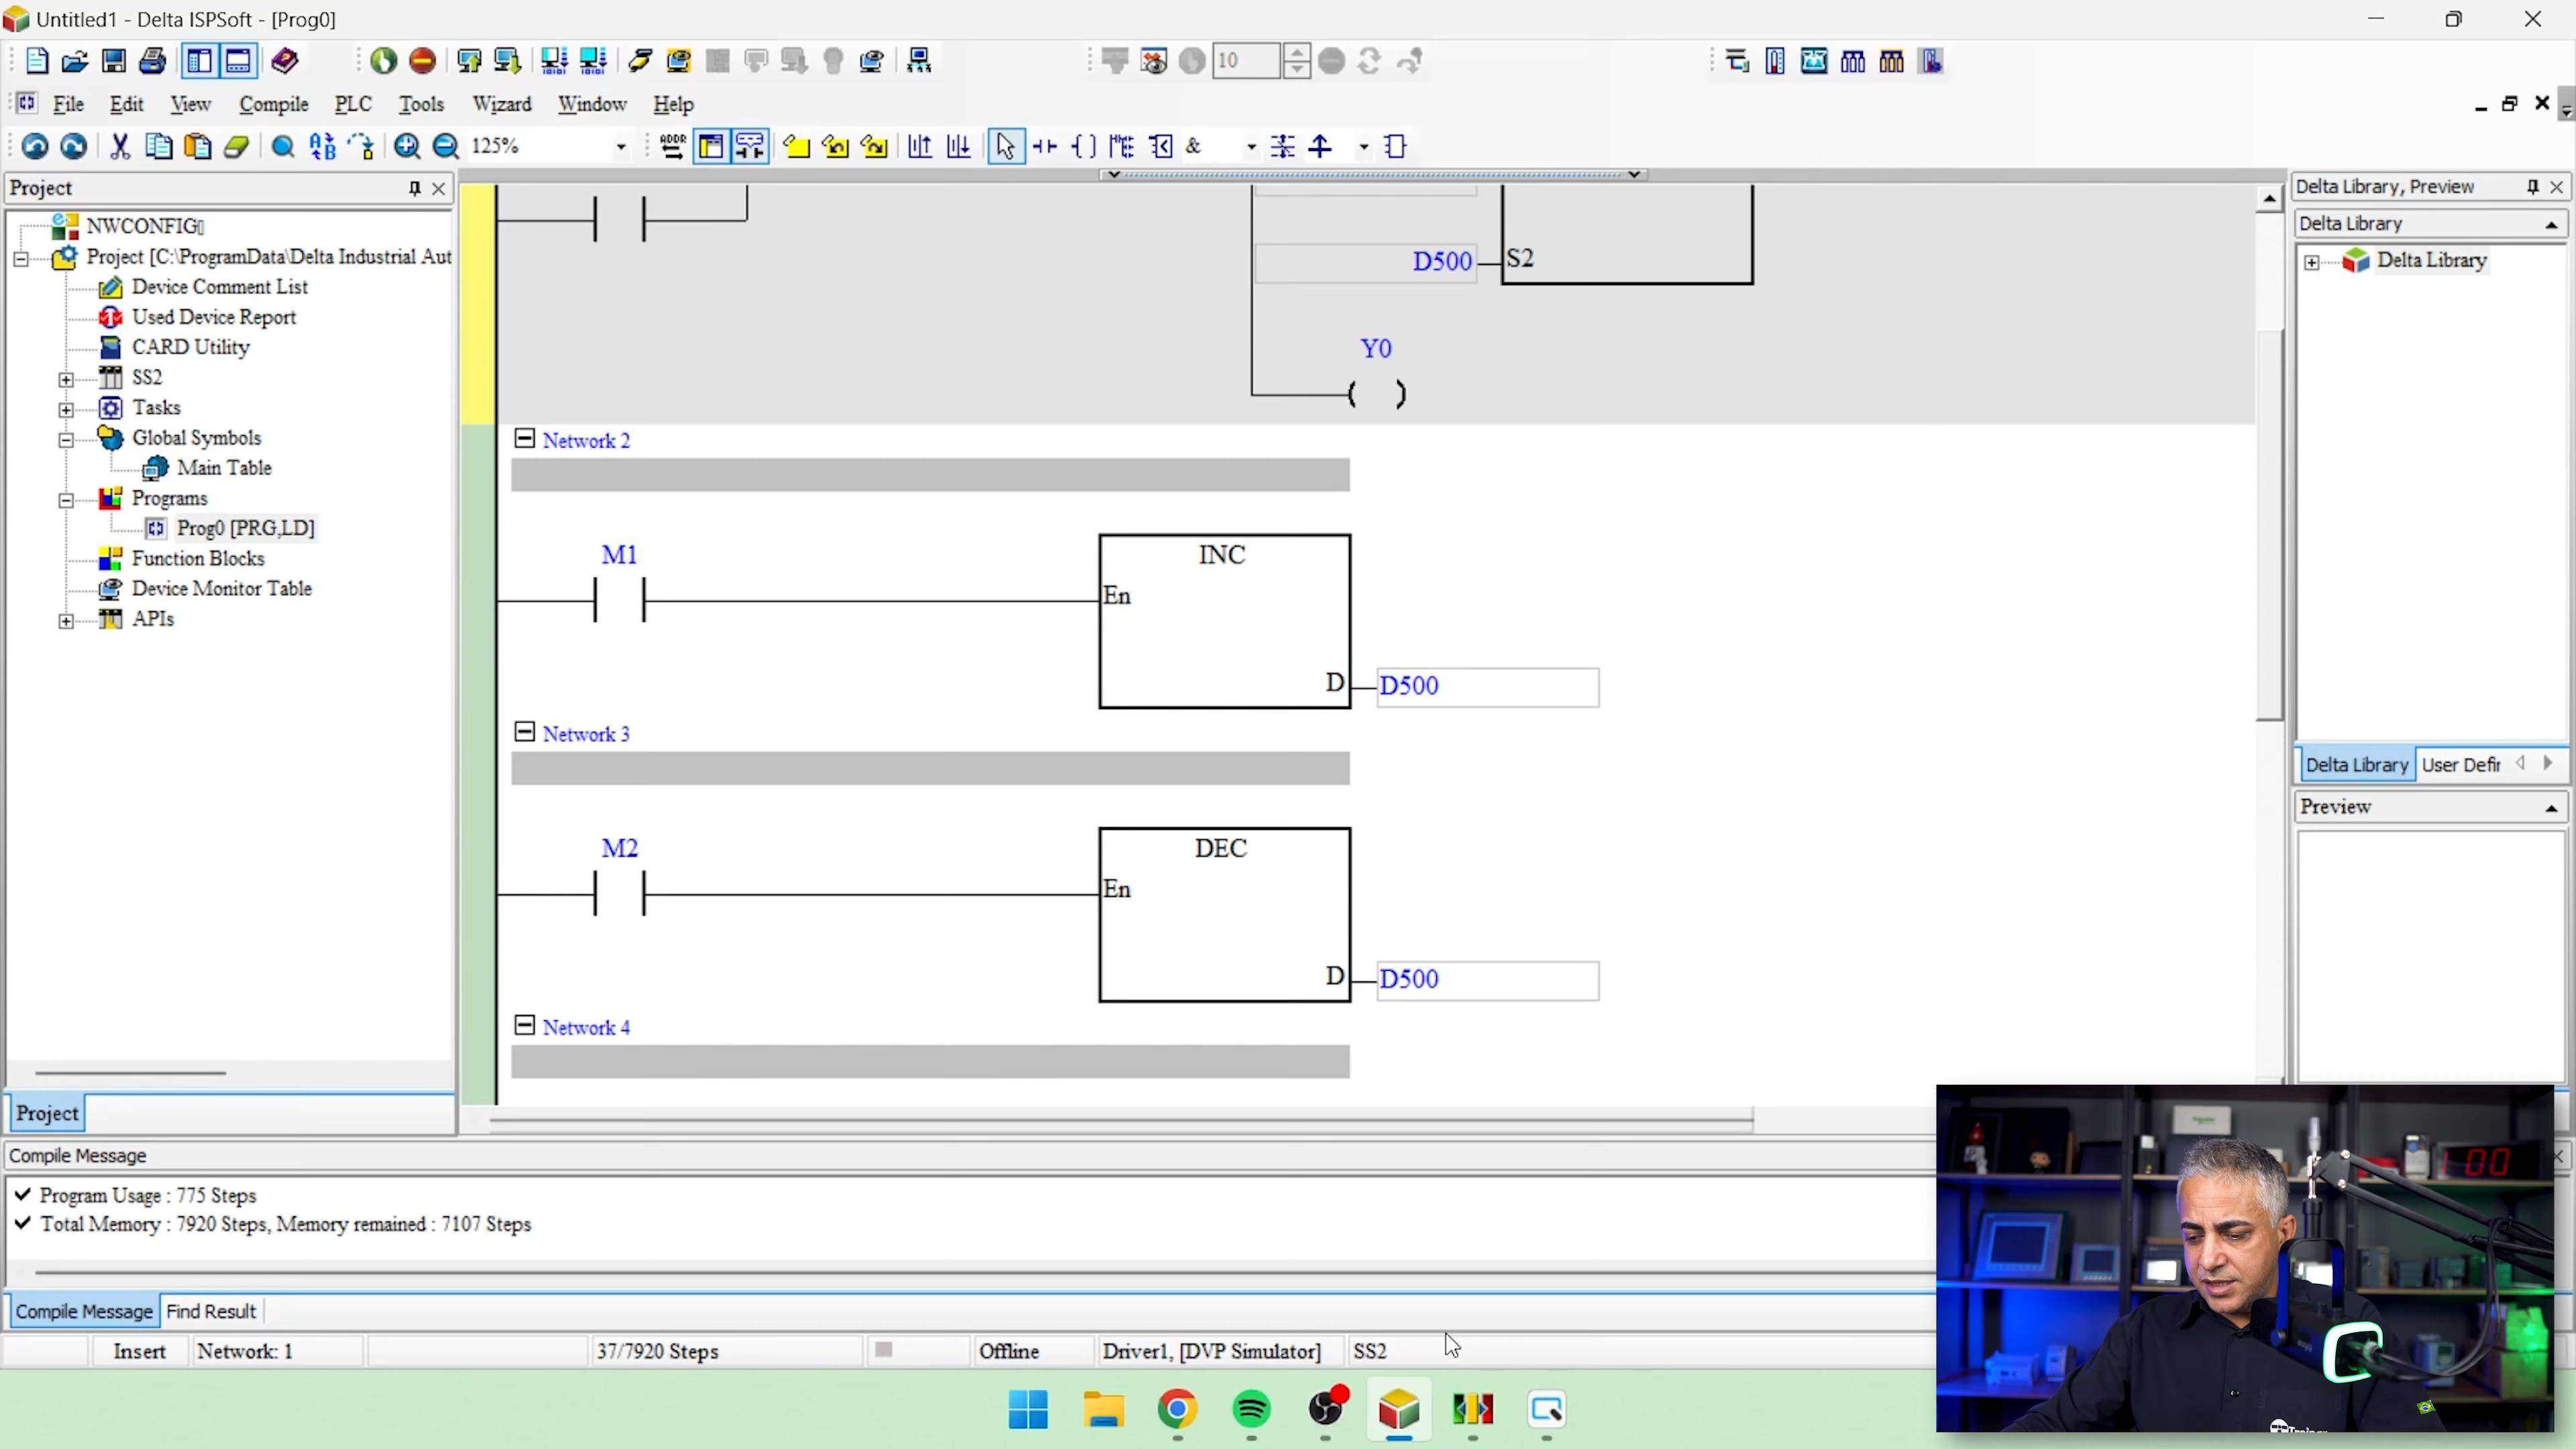 Untitled1 - Delta ISPSoft - [Prog0]
10
File Edit View Compile PLC Tools Wizard Window Help
125%
ADDR
&
Project
NWCONFIG
Project [C:\ProgramData\Delta Industrial Aut
Device Comment List
Used Device Report
CARD Utility
SS2
Tasks
Global Symbols
Main Table
Programs
Prog0 [PRG,LD]
Function Blocks
Device Monitor Table
APIs
Project
D500
S2
Y0
Network 2
M1
INC
En
D
D500
Network 3
M2
DEC
En
D
D500
Network 4
Delta Library, Preview
Delta Library
Delta Library
Delta Library User Defir
Preview
Compile Message
Program Usage : 775 Steps
Total Memory : 7920 Steps, Memory remained : 7107 Steps
Compile Message Find Result
Insert Network: 1 37/7920 Steps Offline Driver1, [DVP Simulator] SS2